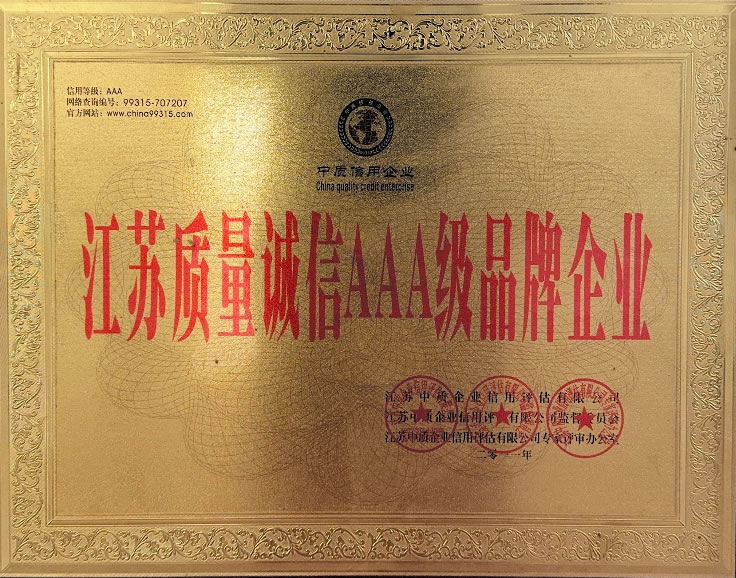 信用等级：AAA
网络查询编号：99315-707207
官方网站：www.china99315.com
中质信用企业
China quality credit enterprise
江苏质量诚信AAA级品牌企业
江苏中质企业信用评估有限公司
江苏中质企业信用评估有限公司监督委员会
江苏中质企业信用评估有限公司专家评审办公室
二零一一年